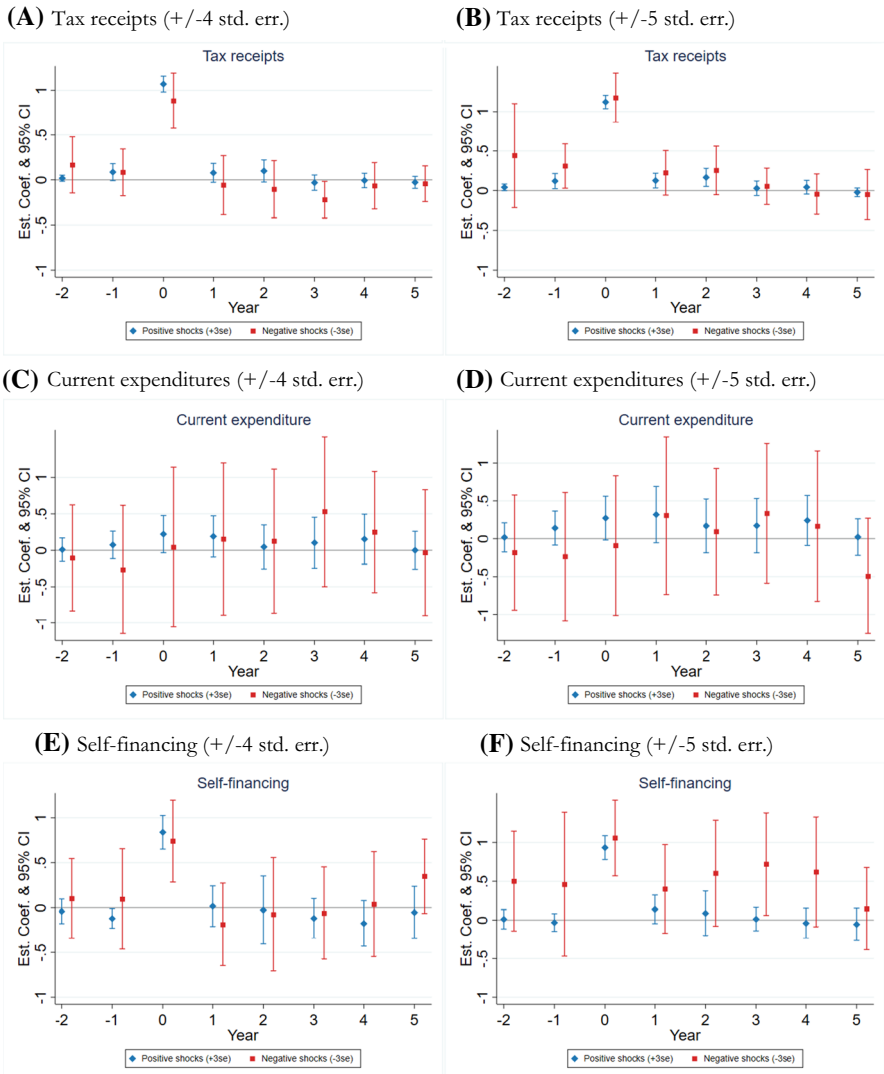 (A) Tax receipts (+/-4 std. err.)
Tax receipts
Est. Coef. & 95% CI
1
.5
0
-.5
-1
-2 -1 0 1 2 3 4 5
Year
Positive shocks (+3se) Negative shocks (-3se)
(B) Tax receipts (+/-5 std. err.)
Tax receipts
Est. Coef. & 95% CI
1
.5
0
-.5
-1
-2 -1 0 1 2 3 4 5
Year
Positive shocks (+3se) Negative shocks (-3se)
(C) Current expenditures (+/-4 std. err.)
Current expenditure
Est. Coef. & 95% CI
1
.5
0
-.5
-1
-2 -1 0 1 2 3 4 5
Year
Positive shocks (+3se) Negative shocks (-3se)
(D) Current expenditures (+/-5 std. err.)
Current expenditure
Est. Coef. & 95% CI
1
.5
0
-.5
-1
-2 -1 0 1 2 3 4 5
Year
Positive shocks (+3se) Negative shocks (-3se)
(E) Self-financing (+/-4 std. err.)
Self-financing
Est. Coef. & 95% CI
1
.5
0
-.5
-1
-2 -1 0 1 2 3 4 5
Year
Positive shocks (+3se) Negative shocks (-3se)
(F) Self-financing (+/-5 std. err.)
Self-financing
Est. Coef. & 95% CI
1
.5
0
-.5
-1
-2 -1 0 1 2 3 4 5
Year
Positive shocks (+3se) Negative shocks (-3se)